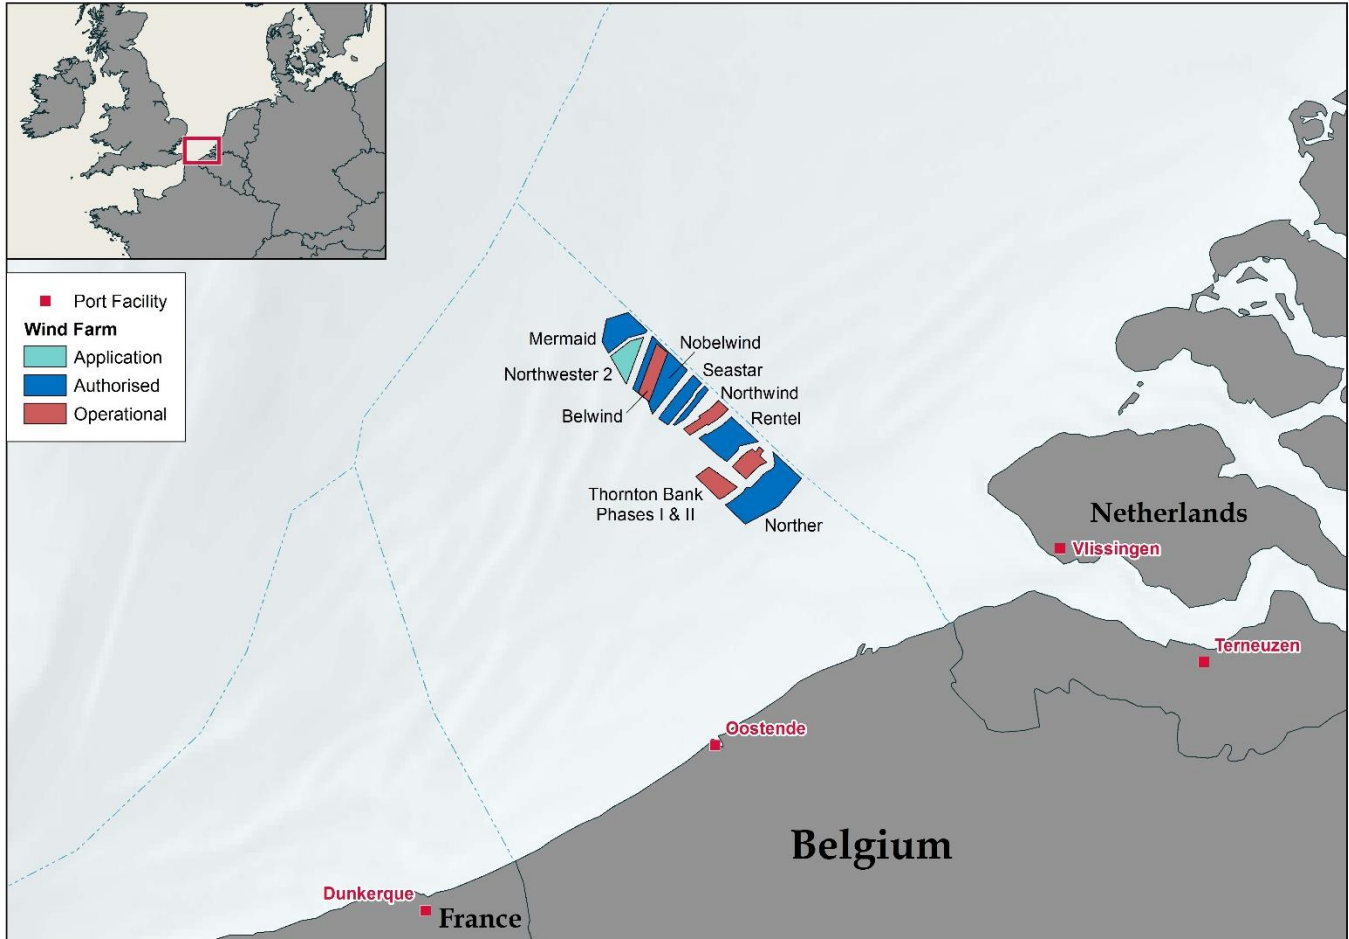 Port Facility
Wind Farm
Application
Authorised
Operational
Mermaid
Nobelwind
Northwester 2
Seastar
Northwind
Belwind
Rentel
Thornton Bank
Phases I & II
Norther
Netherlands
Vlissingen
Terneuzen
Oostende
Belgium
Dunkerque
France